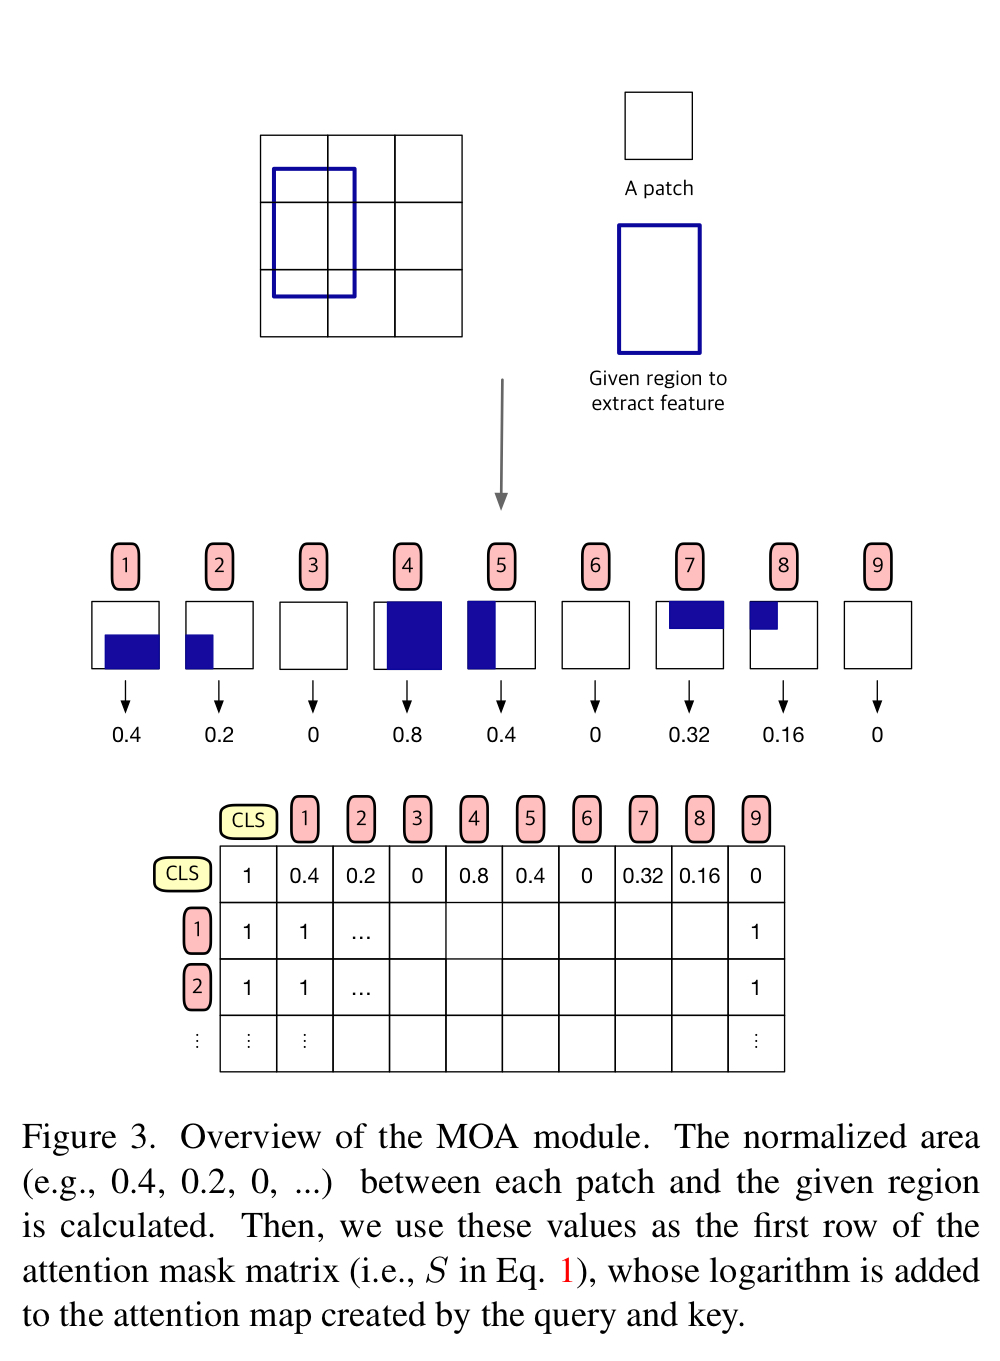 A patch
Given region to
extract feature
1 2 3 4 5 6 7 8 9
0.4 0.2 0 0.8 0.4 0 0.32 0.16 0
CLS 1 2 3 4 5 6 7 8 9
CLS 1 0.4 0.2 0 0.8 0.4 0 0.32 0.16 0
1 1 1 ... 1
2 1 1 ... 1
⋮ ⋮ ⋮ ⋮
Figure 3. Overview of the MOA module. The normalized area
(e.g., 0.4, 0.2, 0, ...) between each patch and the given region
is calculated. Then, we use these values as the first row of the
attention mask matrix (i.e., S in Eq. 1), whose logarithm is added
to the attention map created by the query and key.